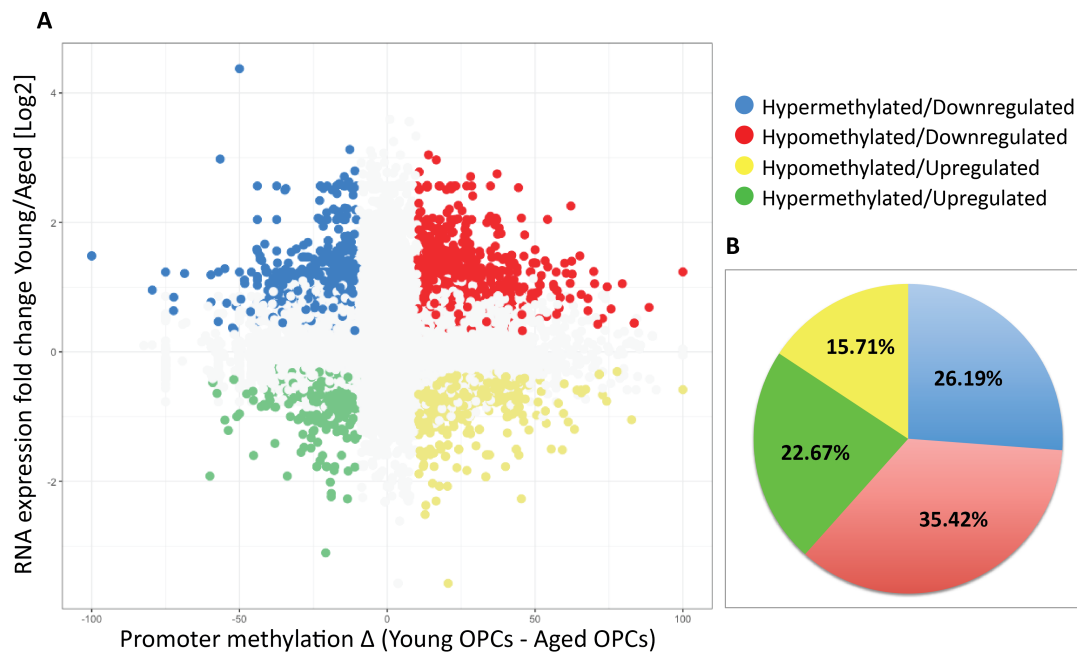 A
RNA expression fold change Young/Aged [Log2]
4
2
0
-2
-100
-50
0
50
100
Promoter methylation Δ (Young OPCs - Aged OPCs)
Hypermethylated/Downregulated
Hypomethylated/Downregulated
Hypomethylated/Upregulated
Hypermethylated/Upregulated
B
15.71%
26.19%
22.67%
35.42%